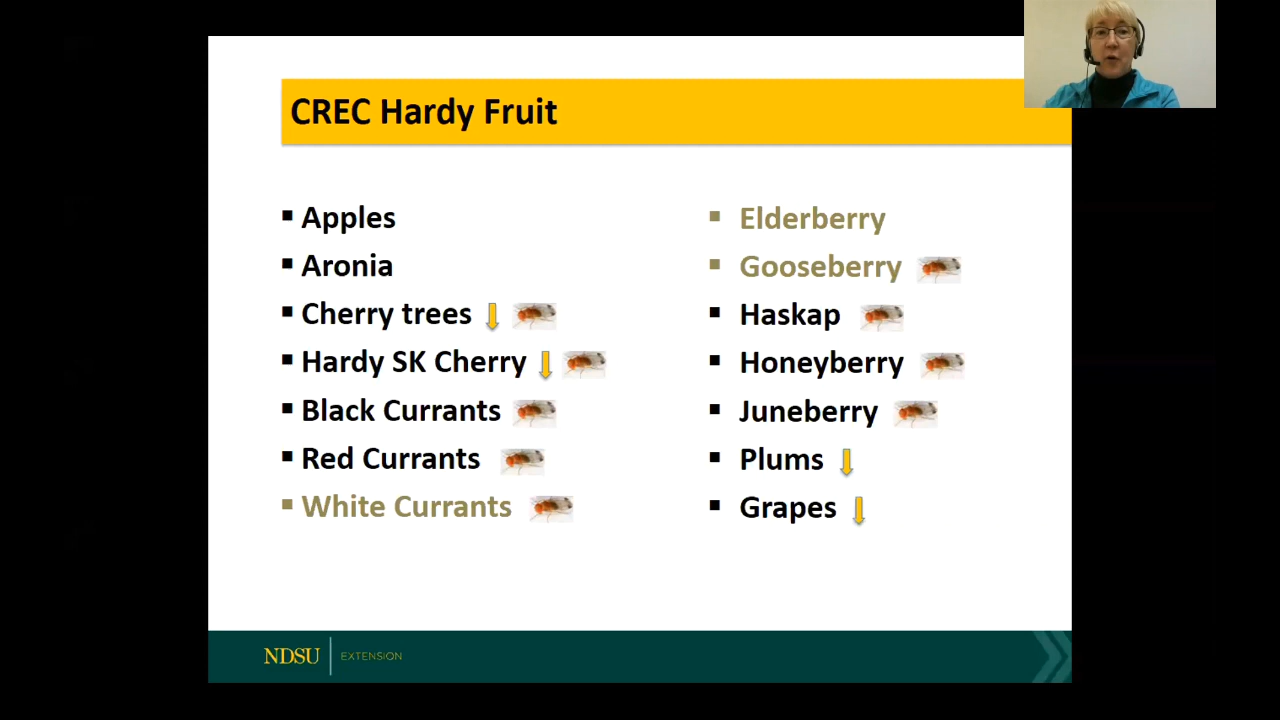 CREC Hardy Fruit
Apples
Aronia
Cherry trees
Hardy SK Cherry
Black Currants
Red Currants
White Currants
Elderberry
Gooseberry
Haskap
Honeyberry
Juneberry
Plums
Grapes
NDSU EXTENSION